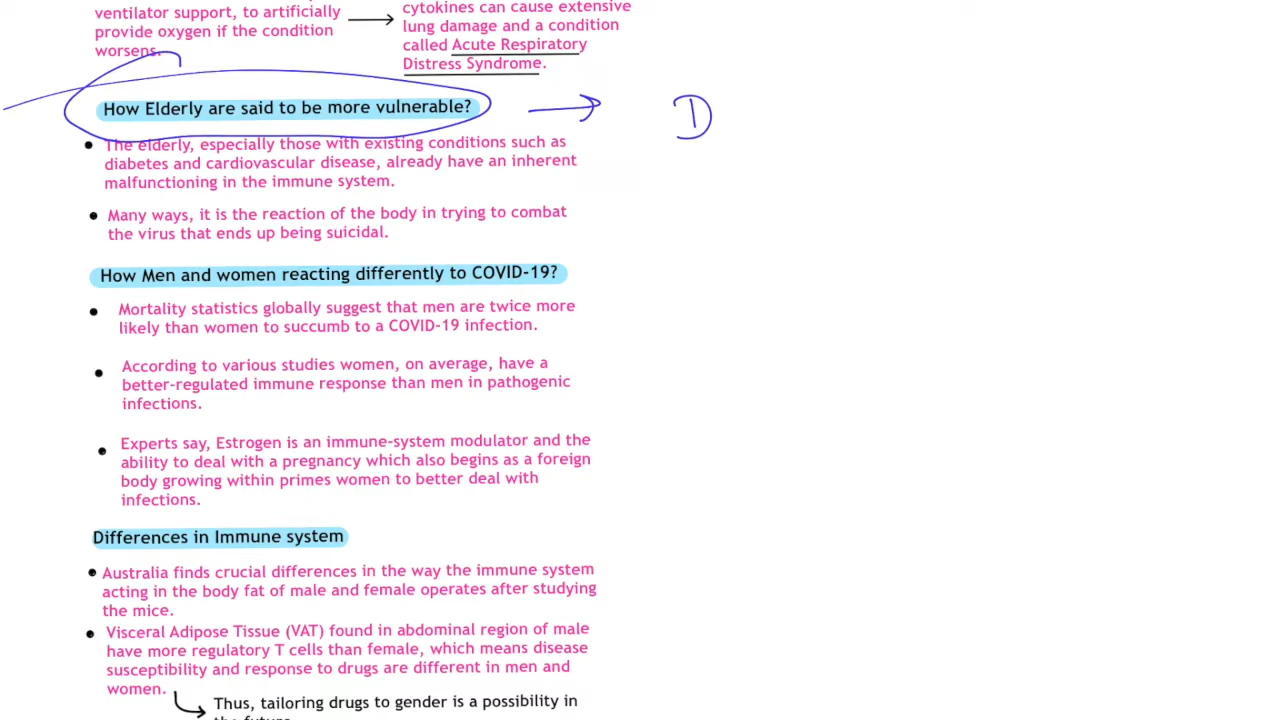 ventilator support, to artificially
provide oxygen if the condition
worsens.
cytokines can cause extensive
lung damage and a condition
called Acute Respiratory
Distress Syndrome.
How Elderly are said to be more vulnerable?
D
The elderly, especially those with existing conditions such as
diabetes and cardiovascular disease, already have an inherent
malfunctioning in the immune system.
Many ways, it is the reaction of the body in trying to combat
the virus that ends up being suicidal.
How Men and women reacting differently to COVID-19?
Mortality statistics globally suggest that men are twice more
likely than women to succumb to a COVID-19 infection.
According to various studies women, on average, have a
better-regulated immune response than men in pathogenic
infections.
Experts say, Estrogen is an immune-system modulator and the
ability to deal with a pregnancy which also begins as a foreign
body growing within primes women to better deal with
infections.
Differences in Immune system
Australia finds crucial differences in the way the immune system
acting in the body fat of male and female operates after studying
the mice.
Visceral Adipose Tissue (VAT) found in abdominal region of male
have more regulatory T cells than female, which means disease
susceptibility and response to drugs are different in men and
women.
Thus, tailoring drugs to gender is a possibility in
the future